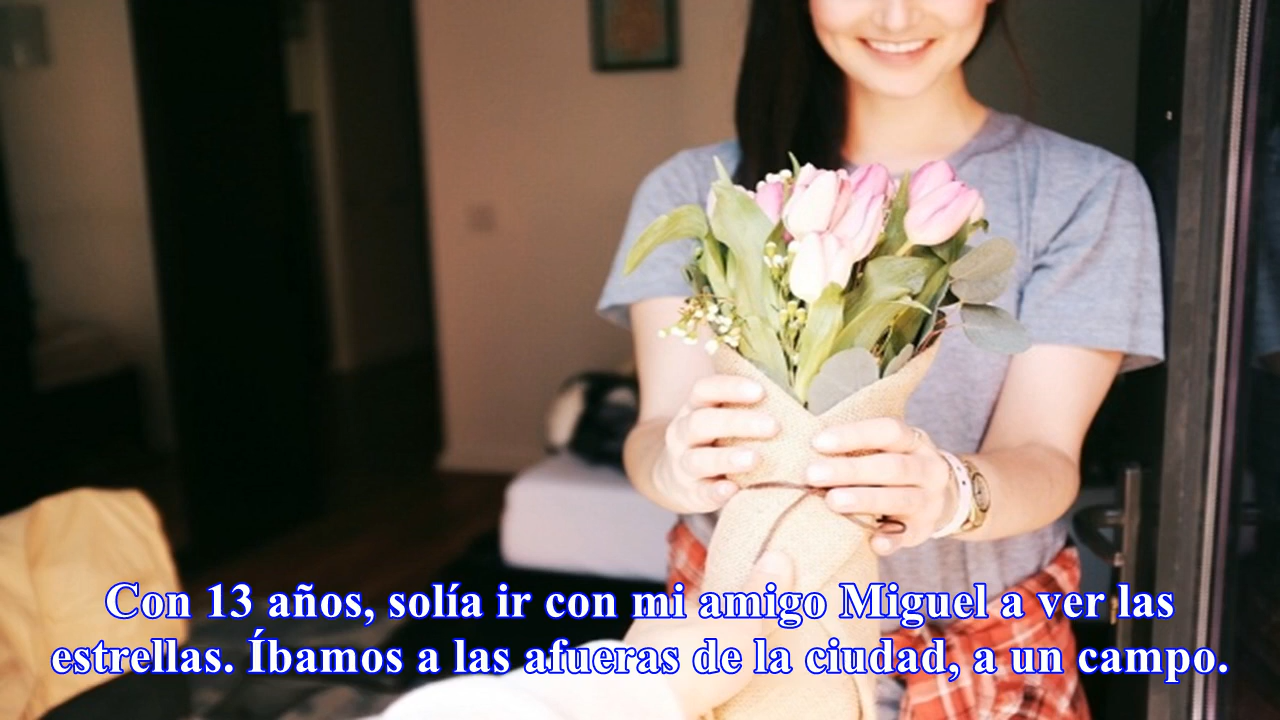 Con 13 años, solía ir con mi amigo Miguel a ver las
estrellas. Íbamos a las afueras de la ciudad, a un campo.